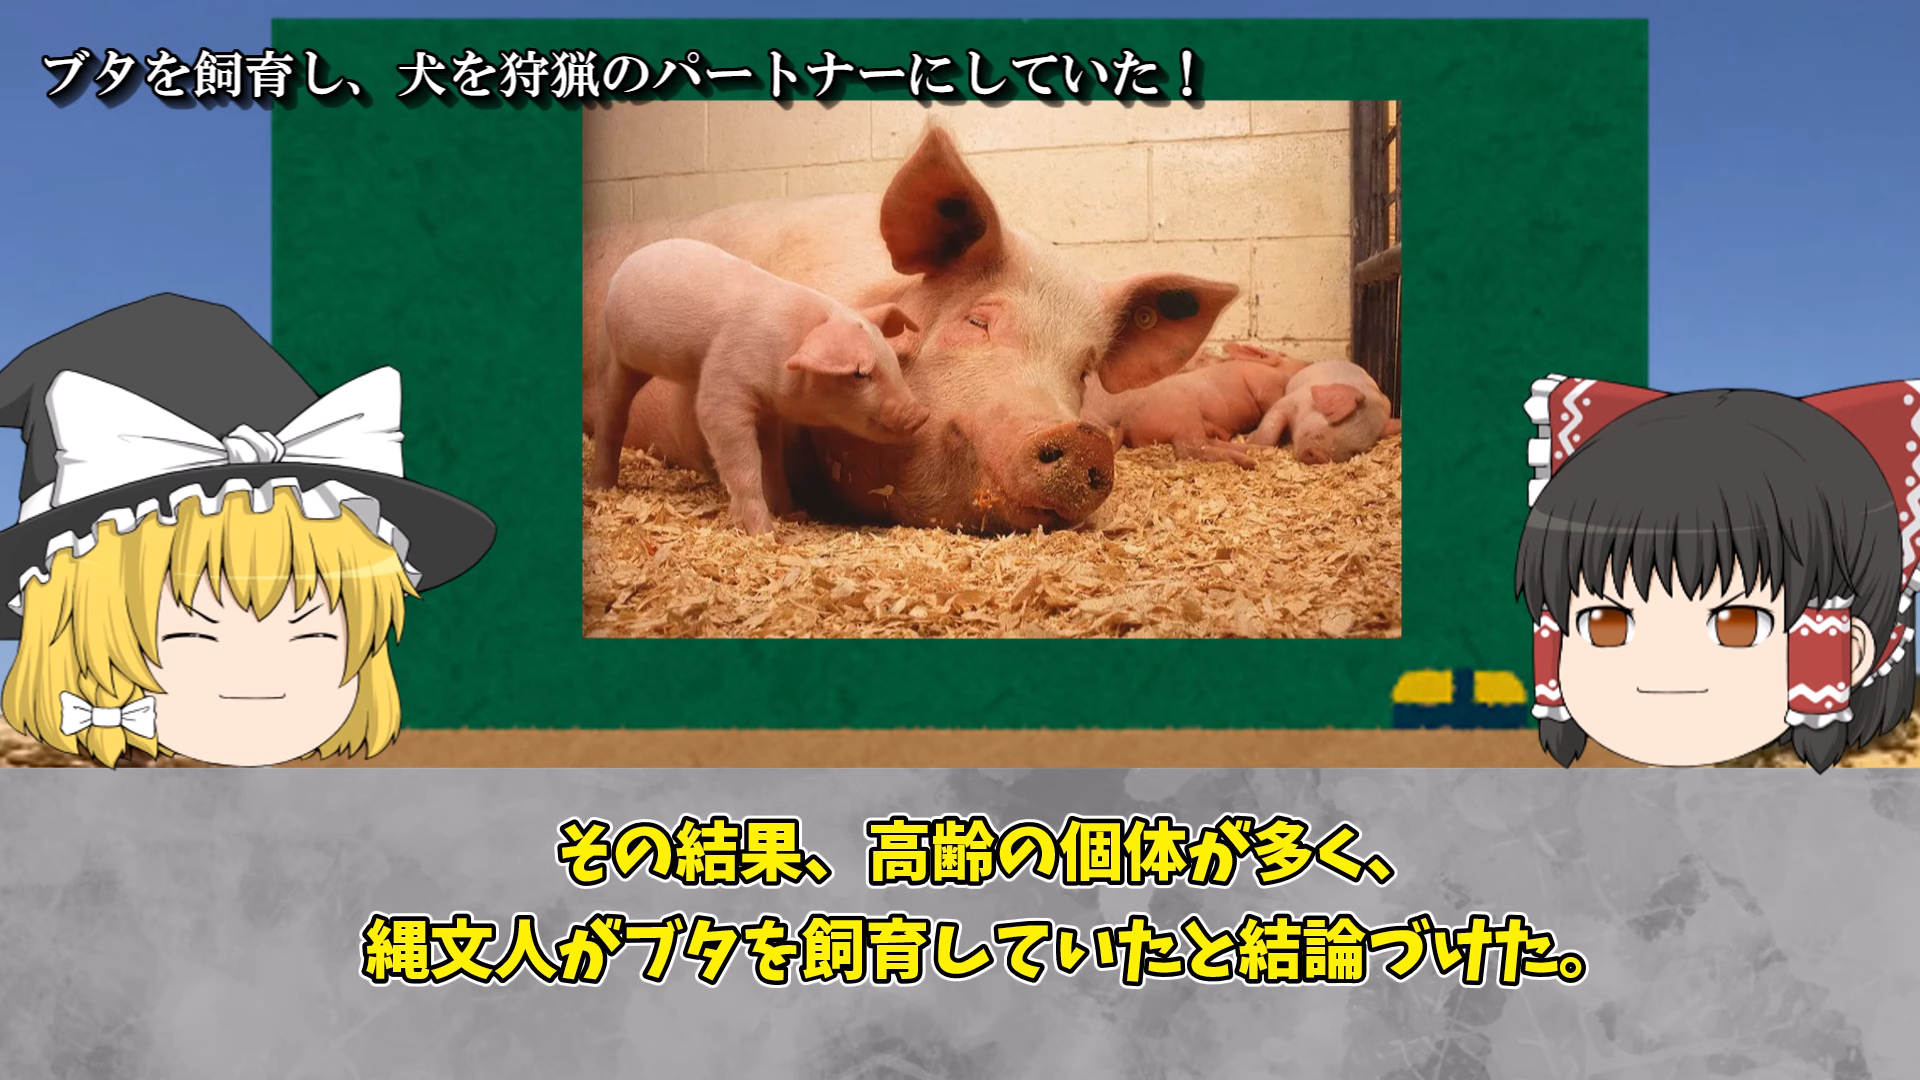 ブタを飼育し、犬を狩猟のパートナーにしていた！
その結果、高齢の個体が多く、
縄文人がブタを飼育していたと結論づけた。